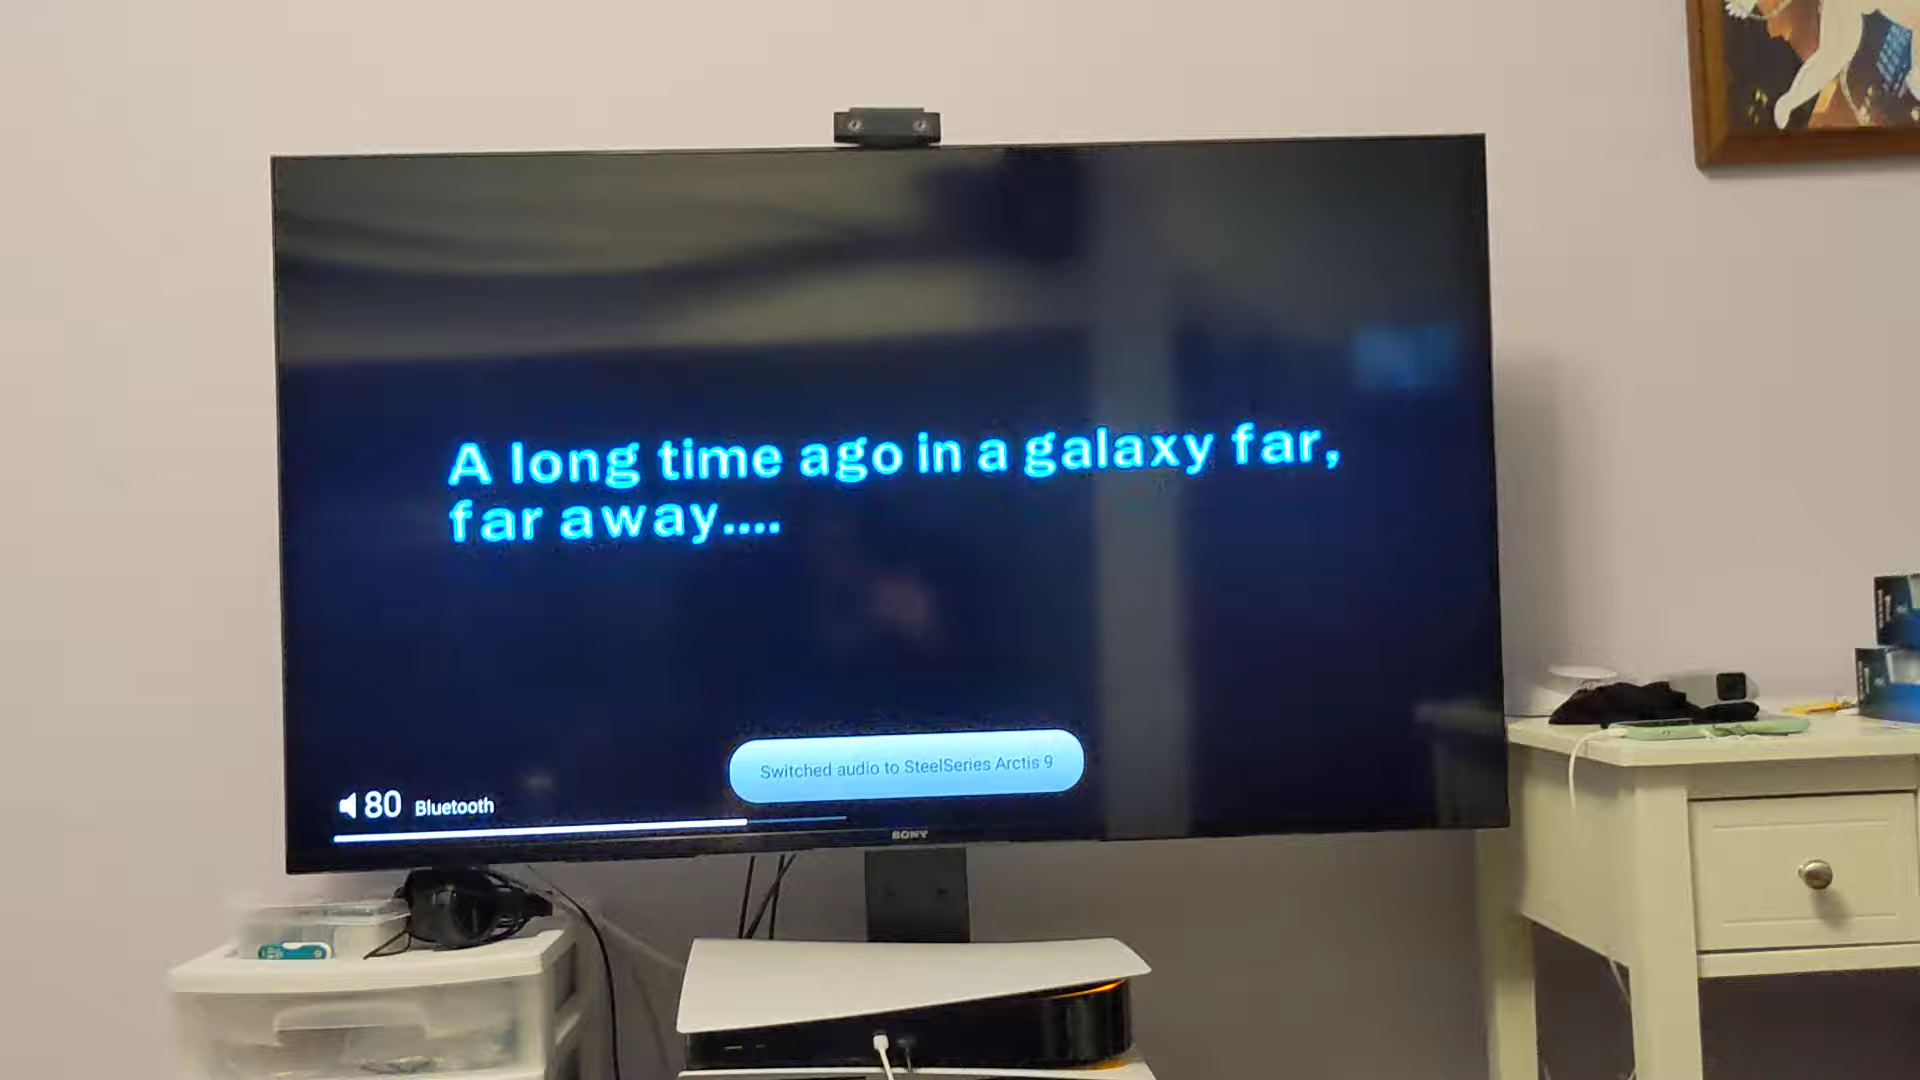 A long time ago in a galaxy far,
far away....
Switched audio to SteelSeries Arctis 9
80 Bluetooth
SONY